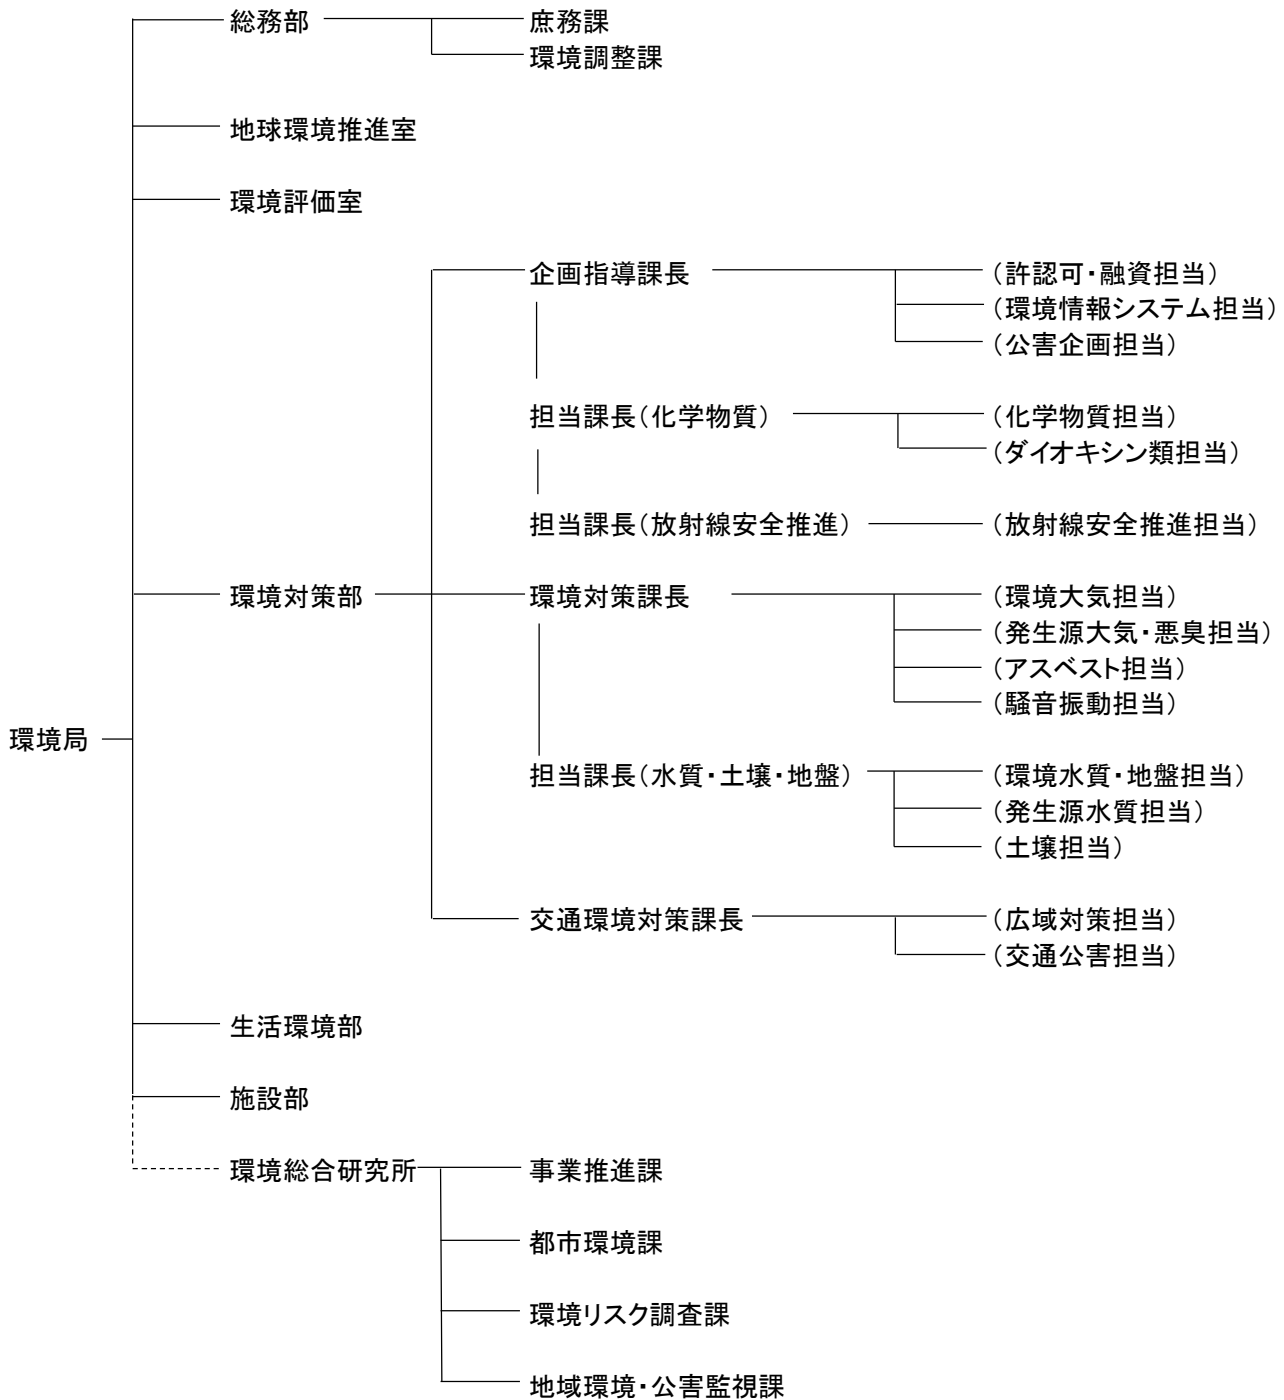 総務部
庶務課
環境調整課
地球環境推進室
環境評価室
企画指導課長
（許認可・融資担当）
（環境情報システム担当）
（公害企画担当）
担当課長（化学物質）
（化学物質担当）
（ダイオキシン類担当）
担当課長（放射線安全推進）
（放射線安全推進担当）
環境対策部
環境対策課長
（環境大気担当）
（発生源大気・悪臭担当）
（アスベスト担当）
（騒音振動担当）
環境局
担当課長（水質・土壌・地盤）
（環境水質・地盤担当）
（発生源水質担当）
（土壌担当）
交通環境対策課長
（広域対策担当）
（交通公害担当）
生活環境部
施設部
環境総合研究所
事業推進課
都市環境課
環境リスク調査課
地域環境・公害監視課